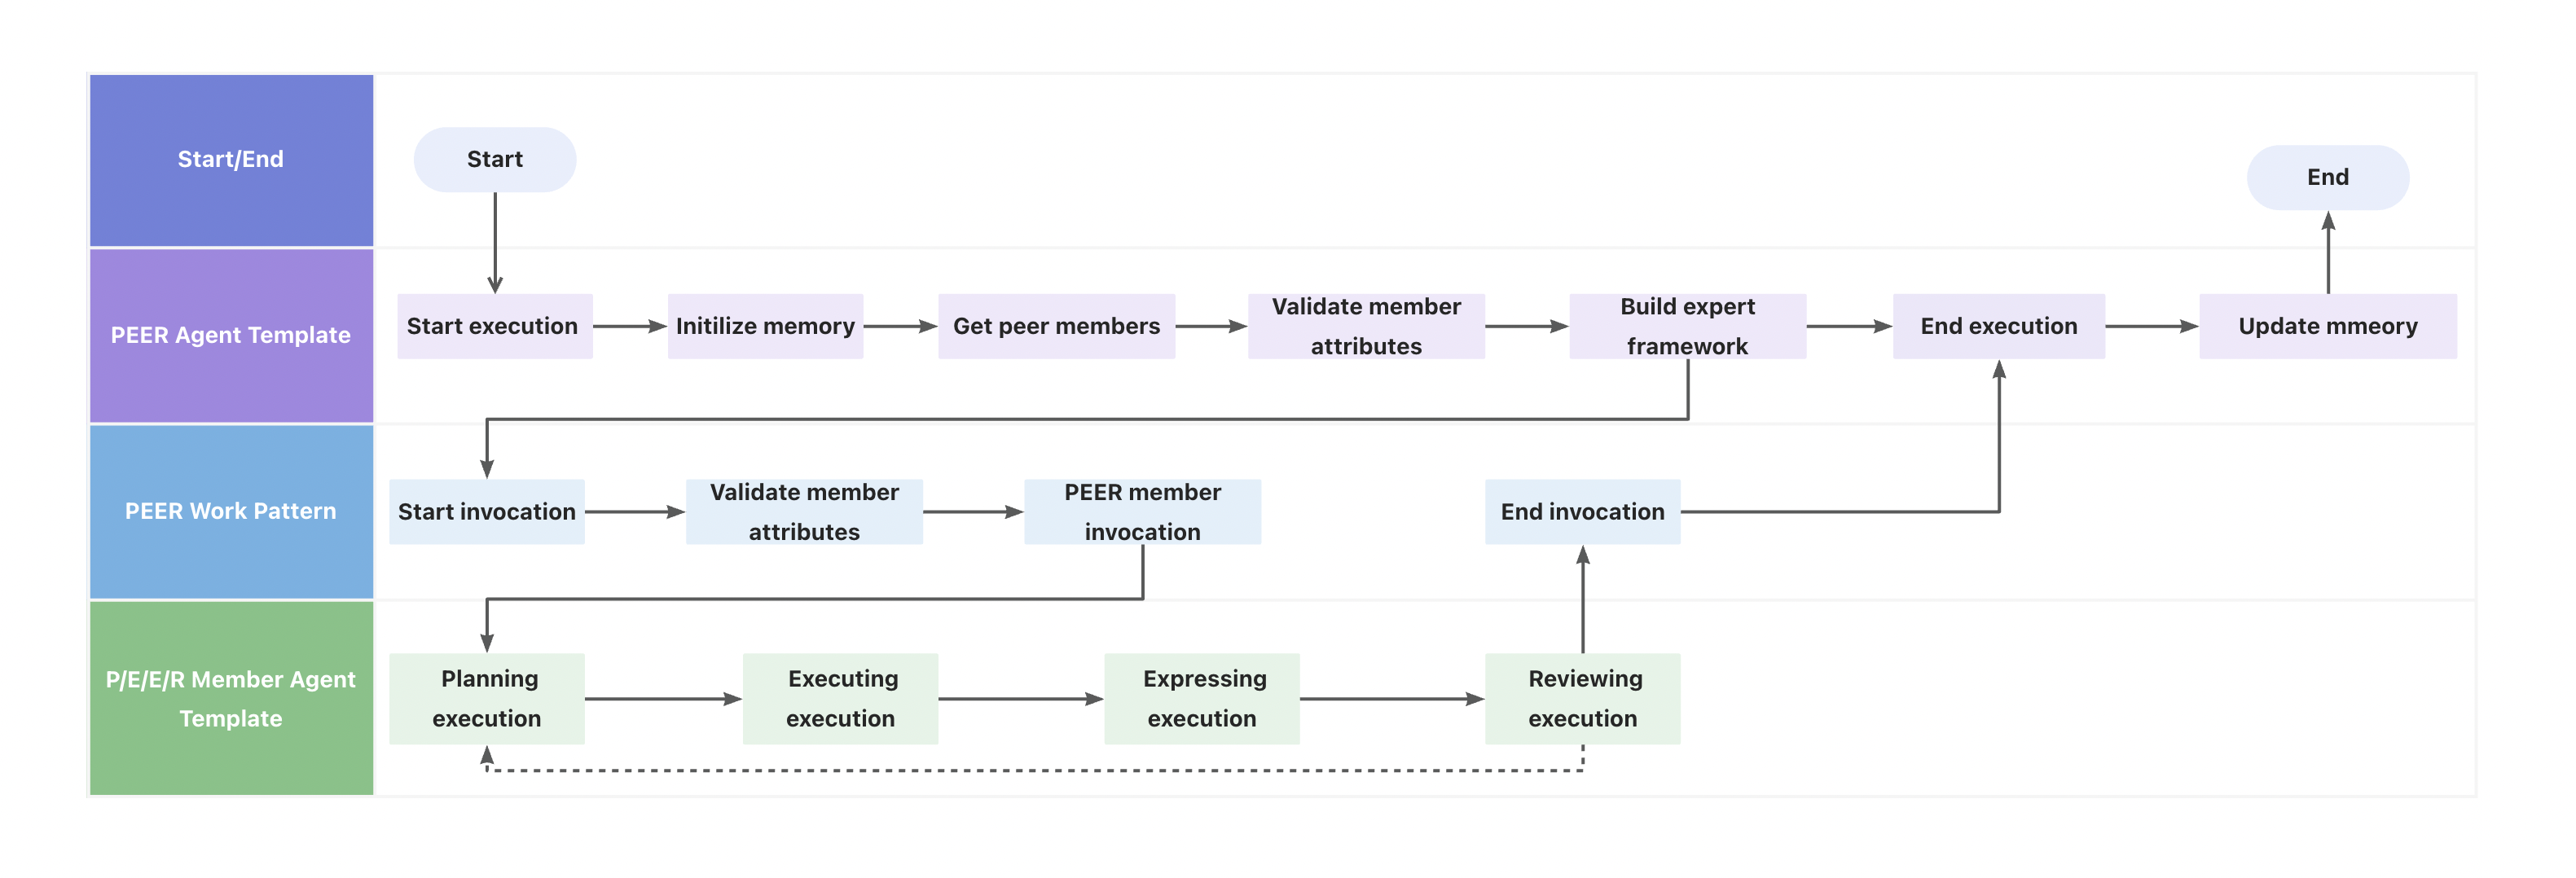 Start/End
Start
End
PEER Agent Template
Start execution
Initilize memory
Get peer members
Validate member
attributes
Build expert
framework
End execution
Update mmeory
PEER Work Pattern
Start invocation
Validate member
attributes
PEER member
invocation
End invocation
P/E/E/R Member Agent
Template
Planning
execution
Executing
execution
Expressing
execution
Reviewing
execution